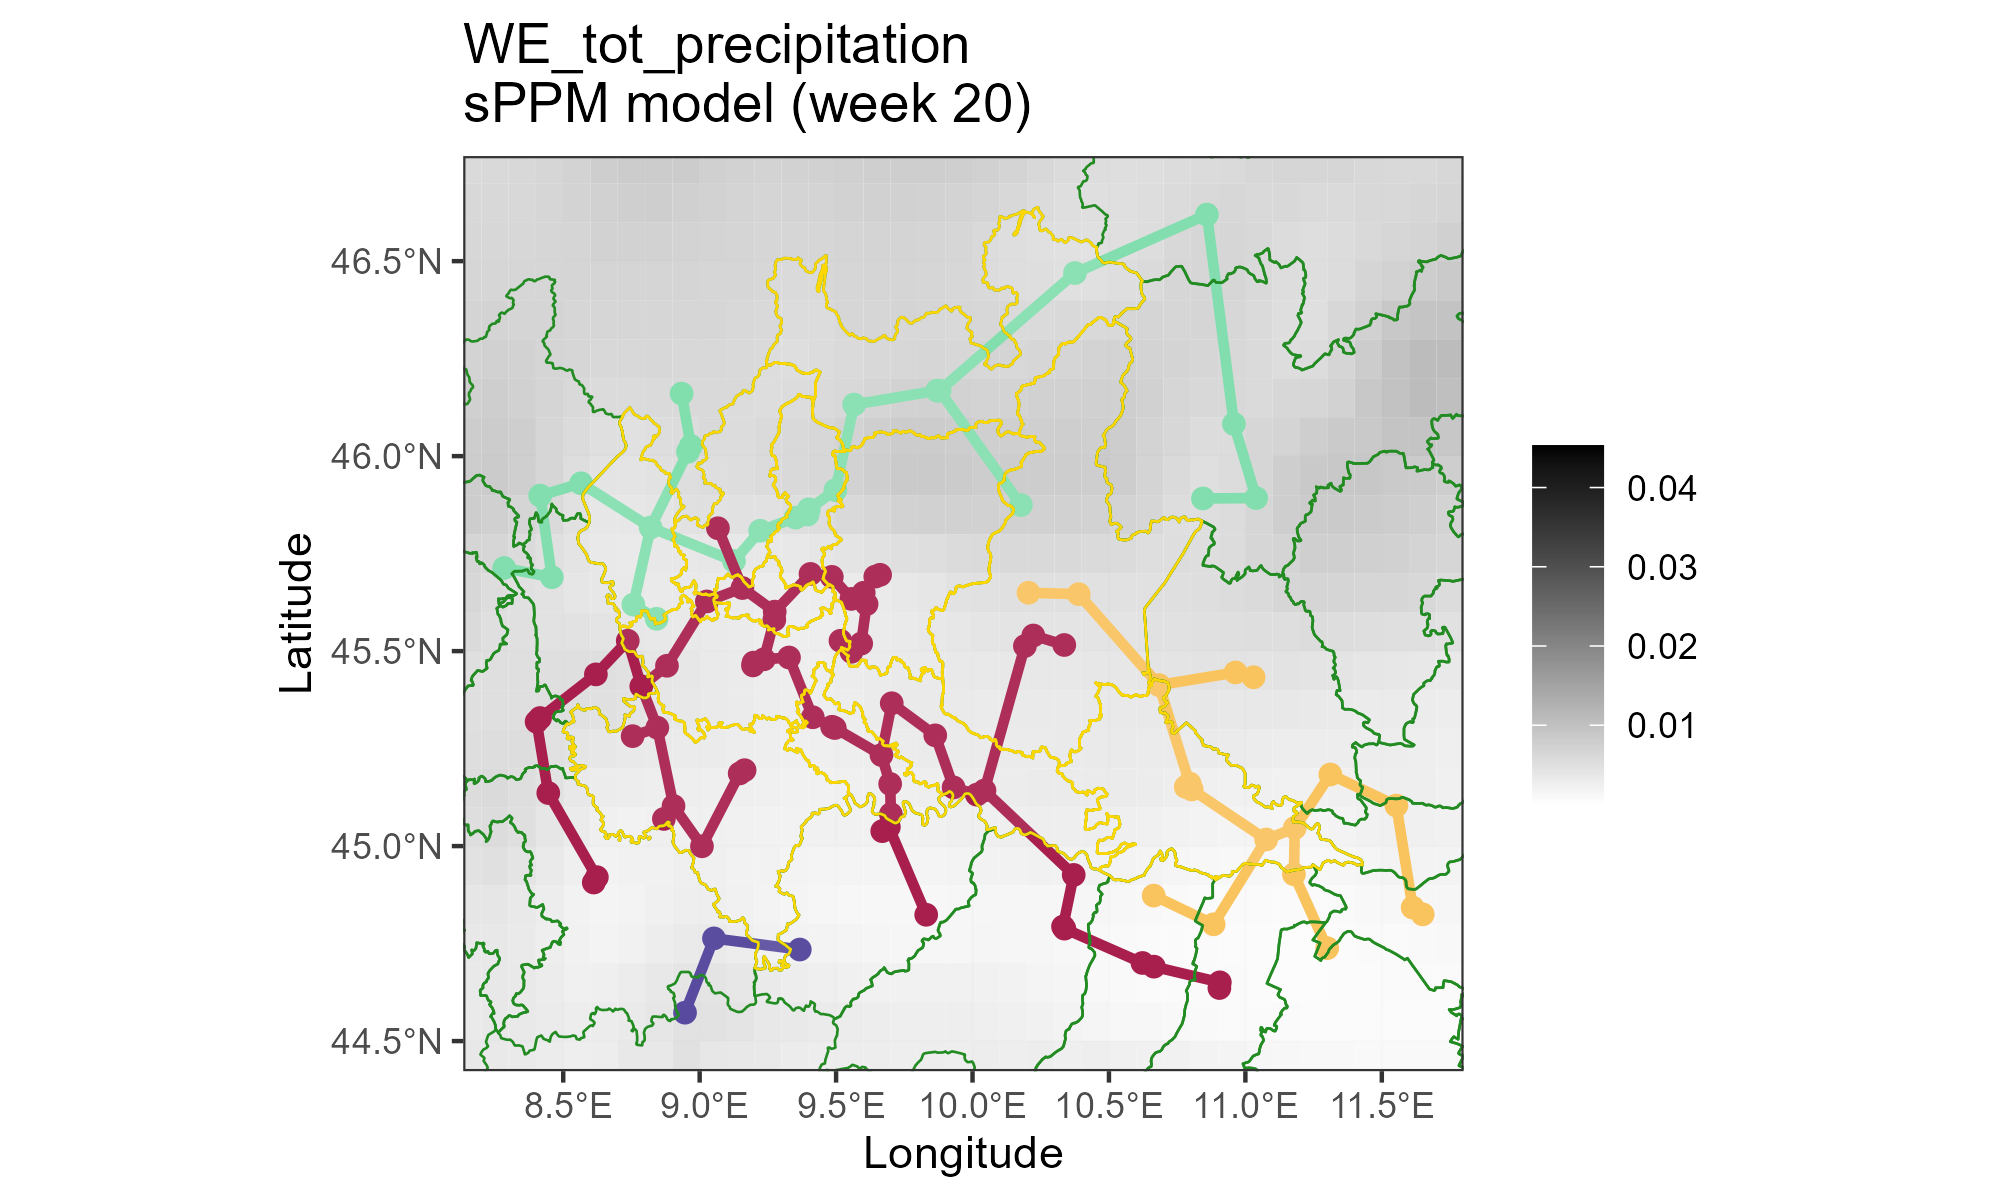 WE_tot_precipitation
sPPM model (week 20)
46.5°N
46.0°N
45.5°N
45.0°N
44.5°N
Latitude
8.5°E 9.0°E 9.5°E 10.0°E 10.5°E 11.0°E 11.5°E
Longitude
0.04
0.03
0.02
0.01